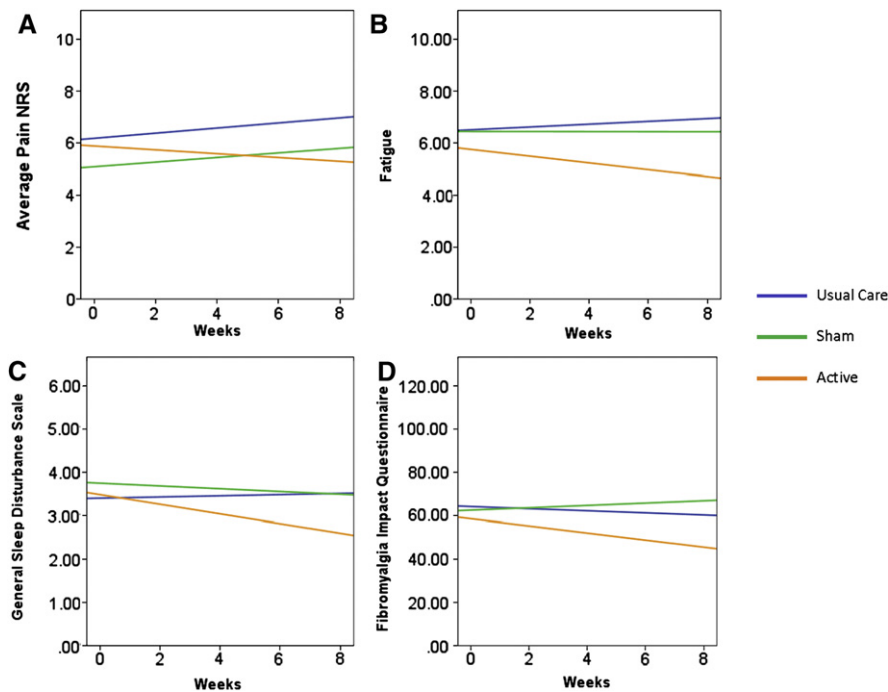 A
Average Pain NRS
10
8
6
4
2
0
0 2 4 6 8
Weeks
B
Fatigue
10.00
8.00
6.00
4.00
2.00
.00
0 2 4 6 8
Weeks
Usual Care
Sham
Active
C
General Sleep Disturbance Scale
6.00
5.00
4.00
3.00
2.00
1.00
.00
0 2 4 6 8
Weeks
D
Fibromyalgia Impact Questionnaire
120.00
100.00
80.00
60.00
40.00
20.00
.00
0 2 4 6 8
Weeks